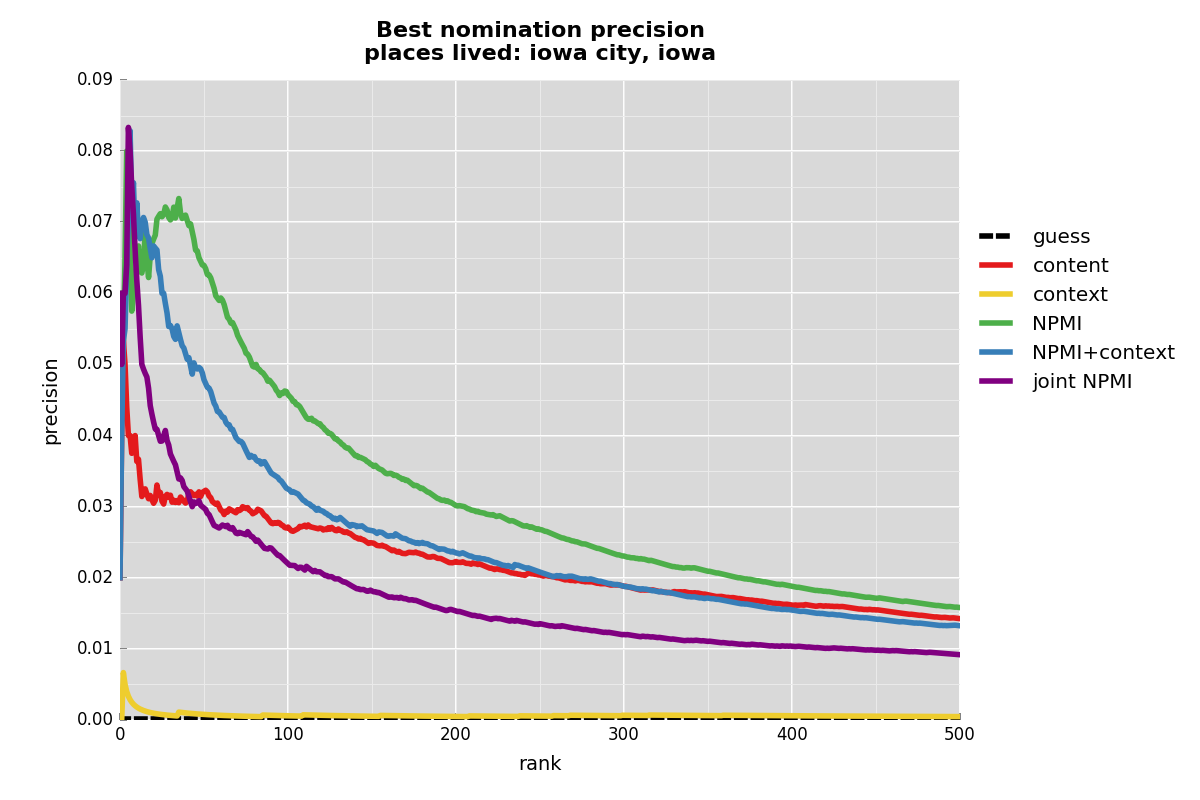 Best nomination precision
places lived: iowa city, iowa
precision
0.09
0.08
0.07
0.06
0.05
0.04
0.03
0.02
0.01
0.00
0 100 200 300 400 500
rank
guess
content
context
NPMI
NPMI+context
joint NPMI